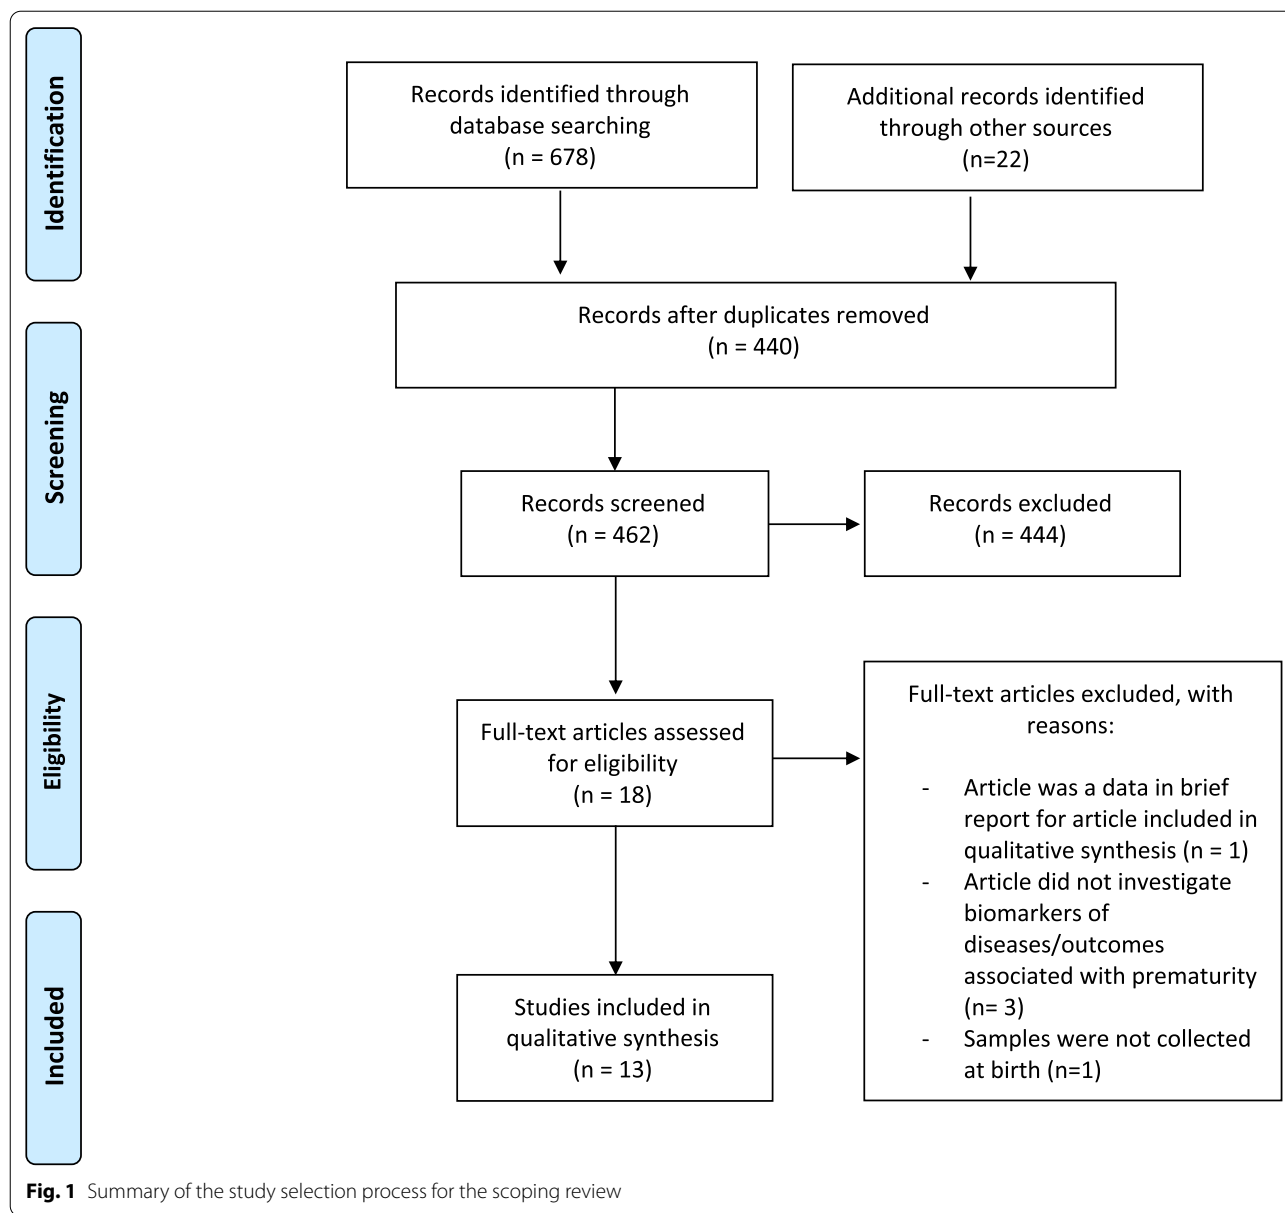 Identification
Records identified through
database searching
(n = 678)
Additional records identified
through other sources
(n=22)
Records after duplicates removed
(n = 440)
Screening
Records screened
(n = 462)
Records excluded
(n = 444)
Eligibility
Full-text articles assessed
for eligibility
(n = 18)
Full-text articles excluded, with
reasons:
- Article was a data in brief
report for article included in
qualitative synthesis (n = 1)
- Article did not investigate
biomarkers of
diseases/outcomes
associated with prematurity
(n= 3)
- Samples were not collected
at birth (n=1)
Included
Studies included in
qualitative synthesis
(n = 13)
Fig. 1 Summary of the study selection process for the scoping review